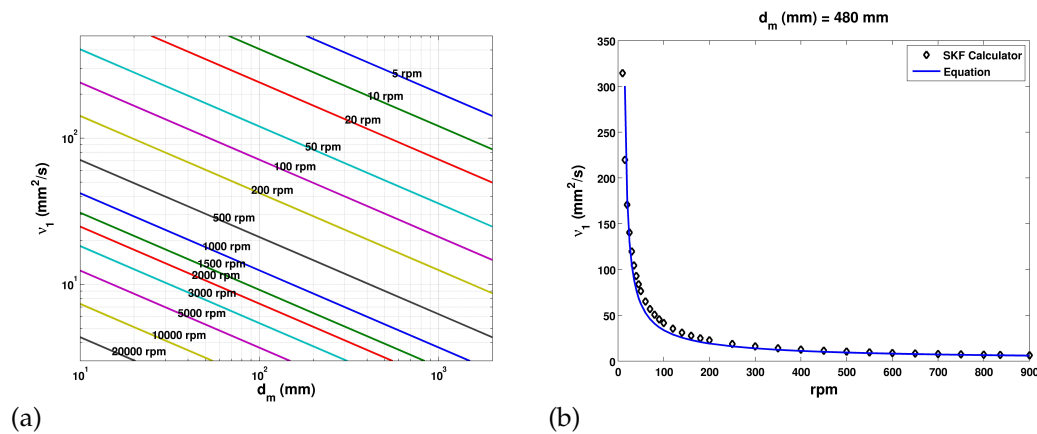 ν₁ (mm²/s)
10²
10¹
5 rpm
10 rpm
20 rpm
50 rpm
100 rpm
200 rpm
500 rpm
1000 rpm
1500 rpm
2000 rpm
3000 rpm
5000 rpm
10000 rpm
20000 rpm
10¹ 10² 10³
dₘ (mm)
(a)
dₘ (mm) = 480 mm
SKF Calculator
Equation
ν₁ (mm²/s)
350
300
250
200
150
100
50
0
0 100 200 300 400 500 600 700 800 900
rpm
(b)